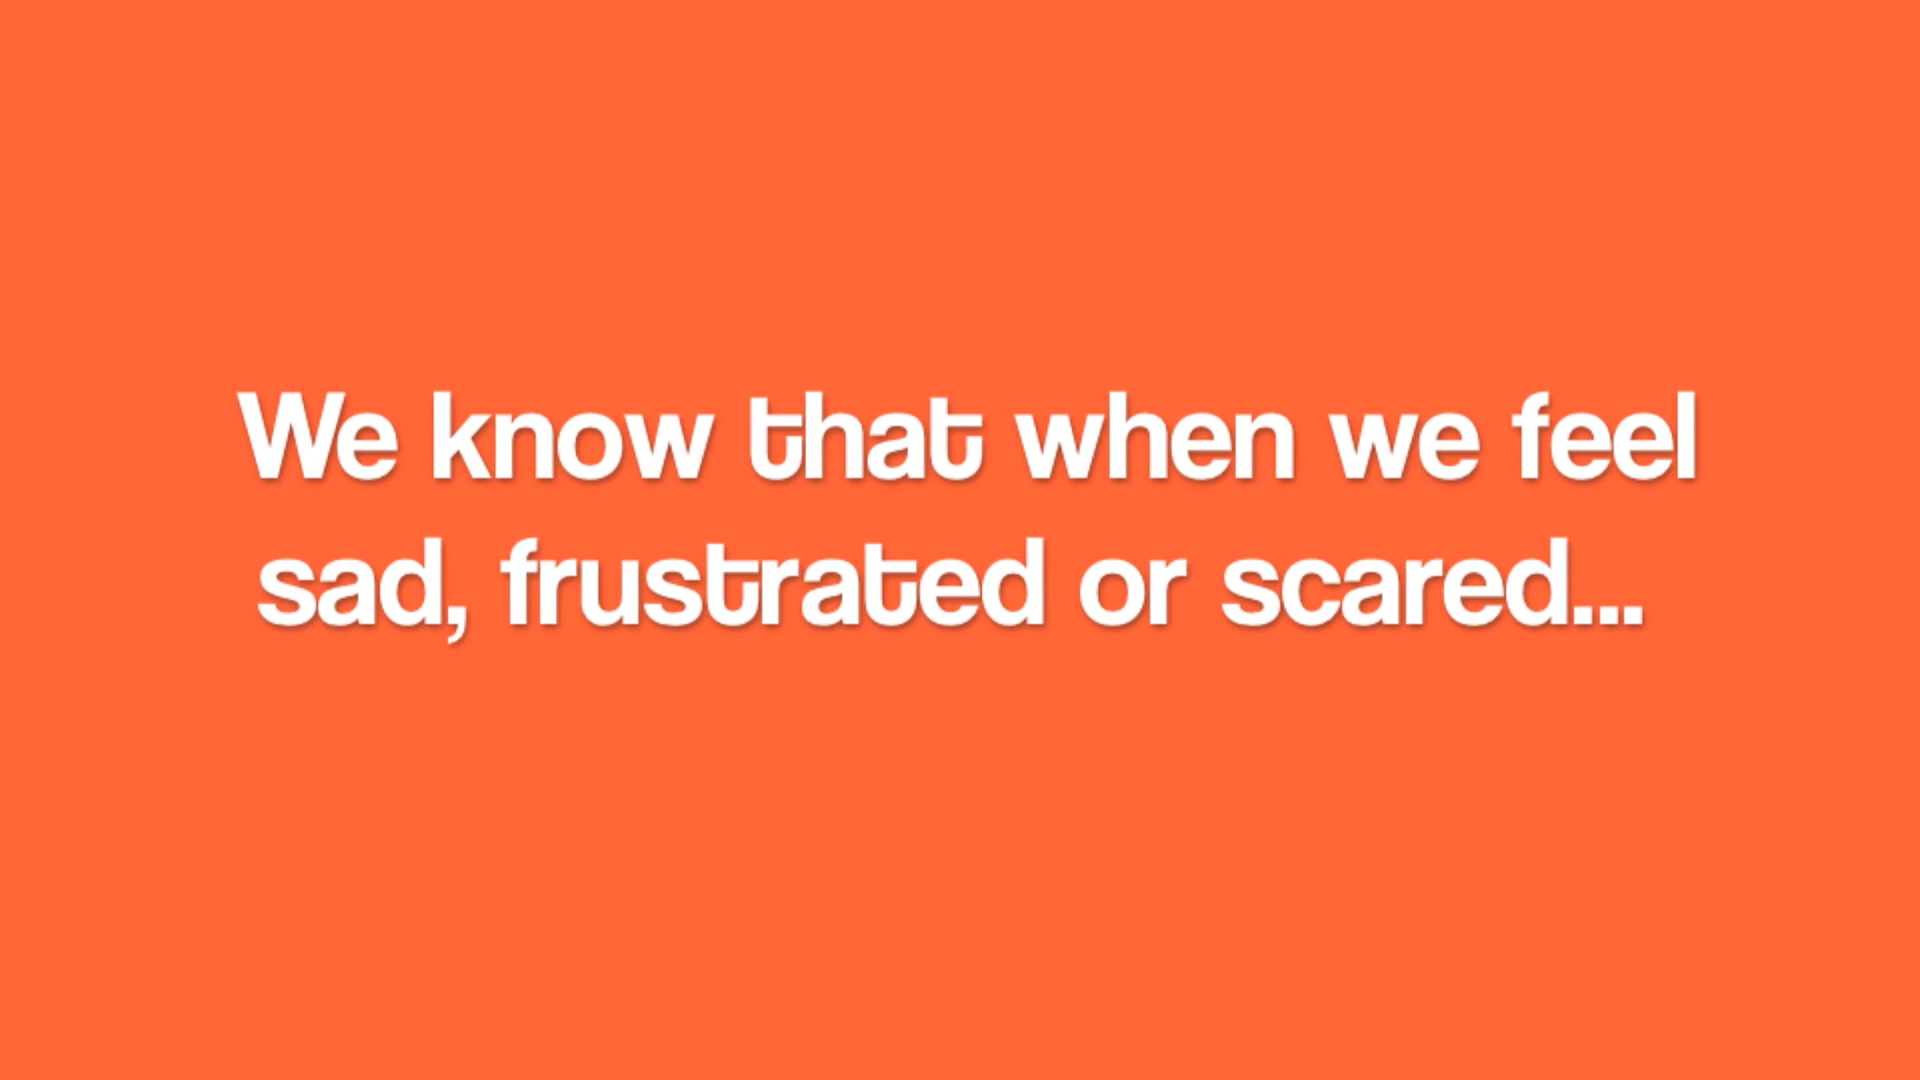 We know that when we feel
sad, frustrated or scared...